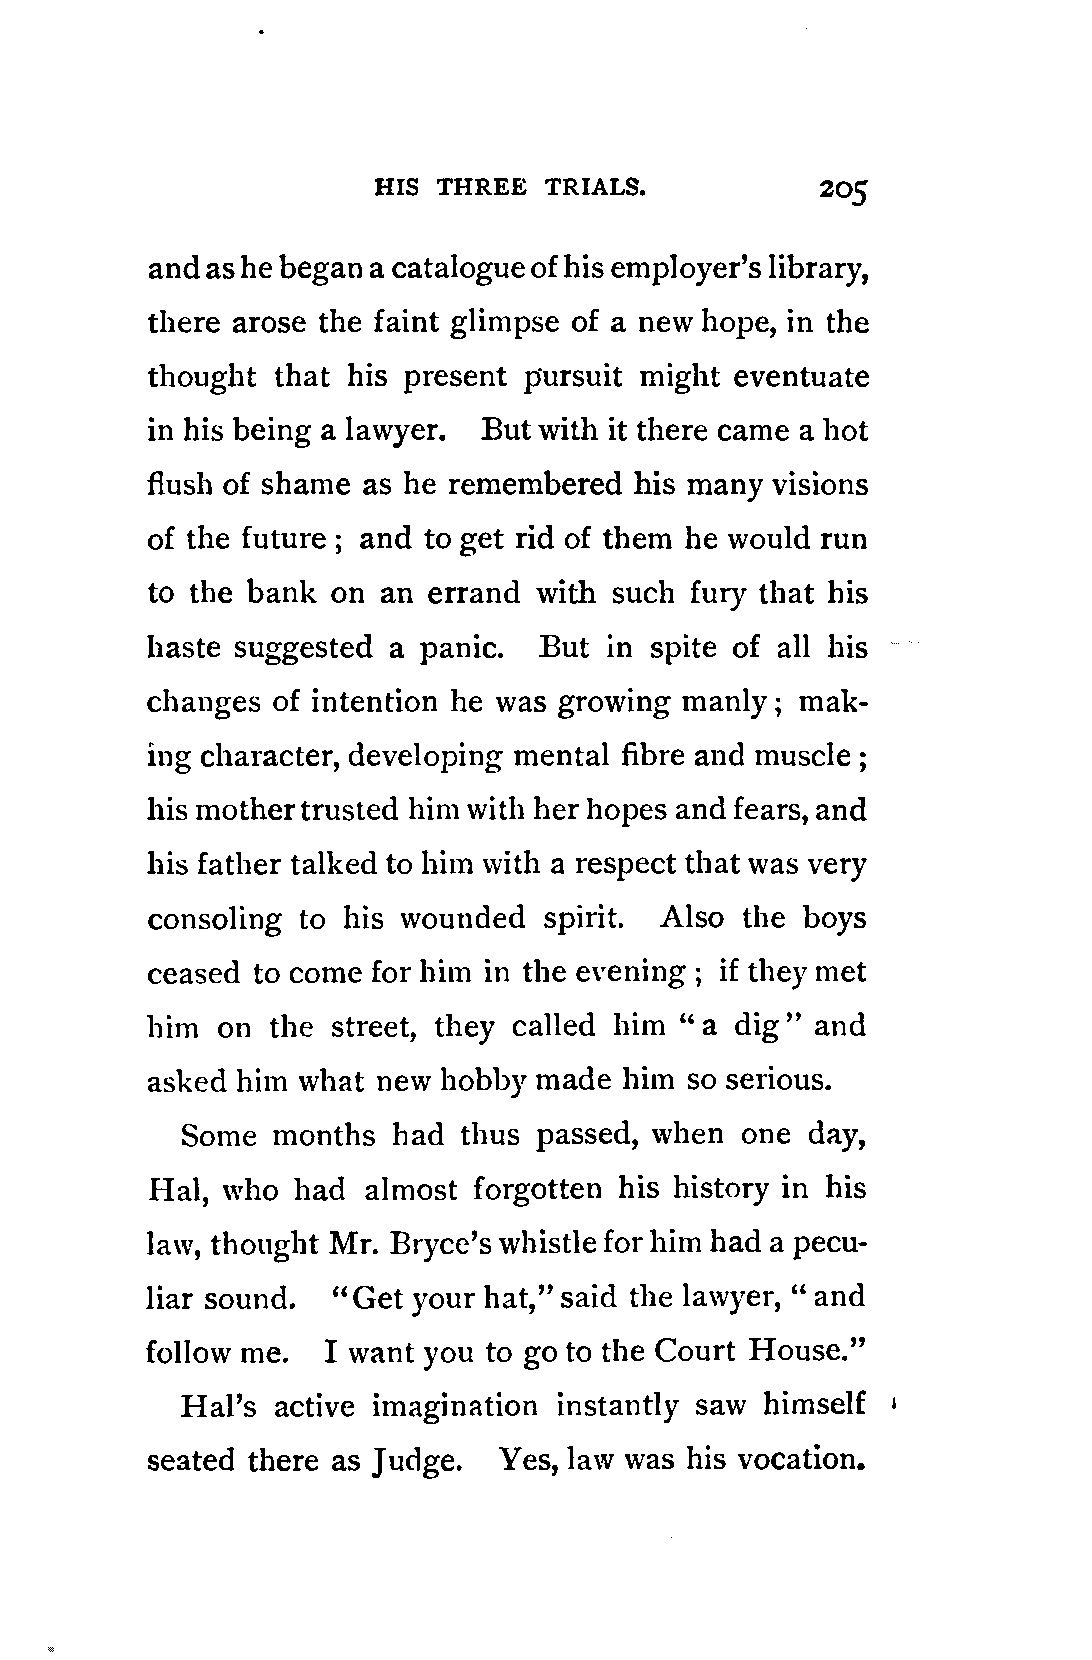 HIS THREE TRIALS. 205
and as he began a catalogue of his employer's library,
there arose the faint glimpse of a new hope, in the
thought that his present pursuit might eventuate
in his being a lawyer. But with it there came a hot
flush of shame as he remembered his many visions
of the future ; and to get rid of them he would run
to the bank on an errand with such fury that his
haste suggested a panic. But in spite of all his
changes of intention he was growing manly ; mak-
ing character, developing mental fibre and muscle ;
his mother trusted him with her hopes and fears, and
his father talked to him with a respect that was very
consoling to his wounded spirit. Also the boys
ceased to come for him in the evening ; if they met
him on the street, they called him " a dig " and
asked him what new hobby made him so serious.
Some months had thus passed, when one day,
Hal, who had almost forgotten his history in his
law, thought Mr. Bryce's whistle for him had a pecu-
liar sound. "Get your hat," said the lawyer, " and
follow me. I want you to go to the Court House."
Hal's active imagination instantly saw himself
seated there as Judge. Yes, law was his vocation.